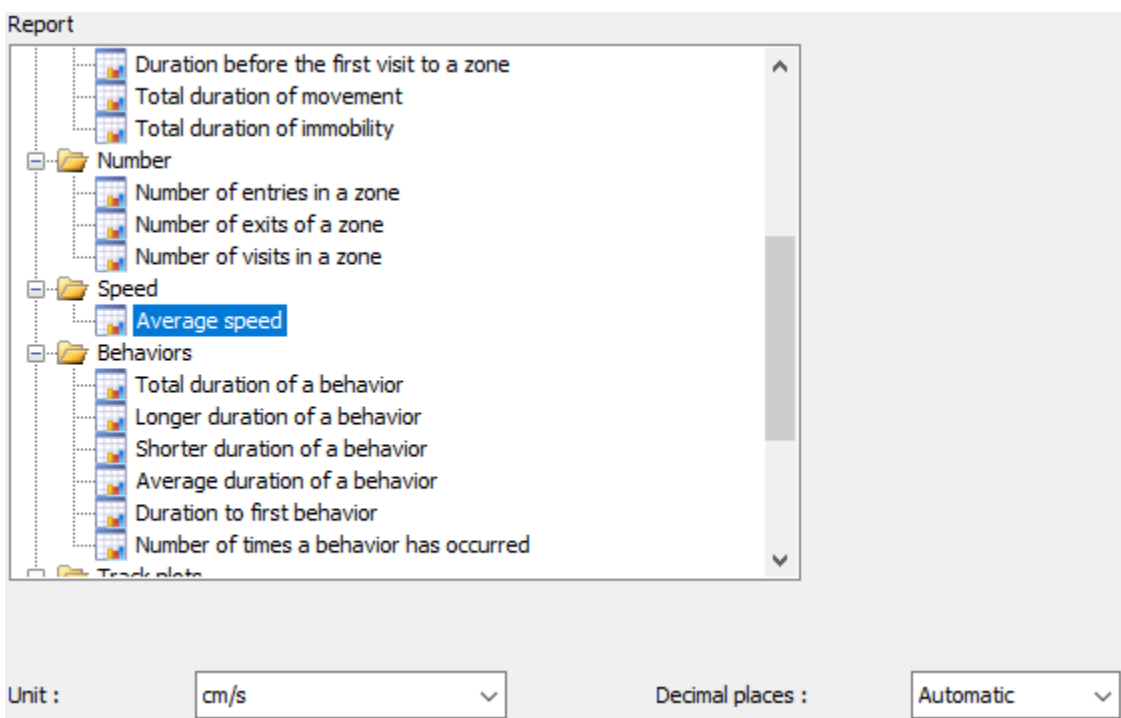 Report
Duration before the first visit to a zone
Total duration of movement
Total duration of immobility
Number
Number of entries in a zone
Number of exits of a zone
Number of visits in a zone
Speed
Average speed
Behaviors
Total duration of a behavior
Longer duration of a behavior
Shorter duration of a behavior
Average duration of a behavior
Duration to first behavior
Number of times a behavior has occurred
Track plots
Unit : cm/s Decimal places : Automatic